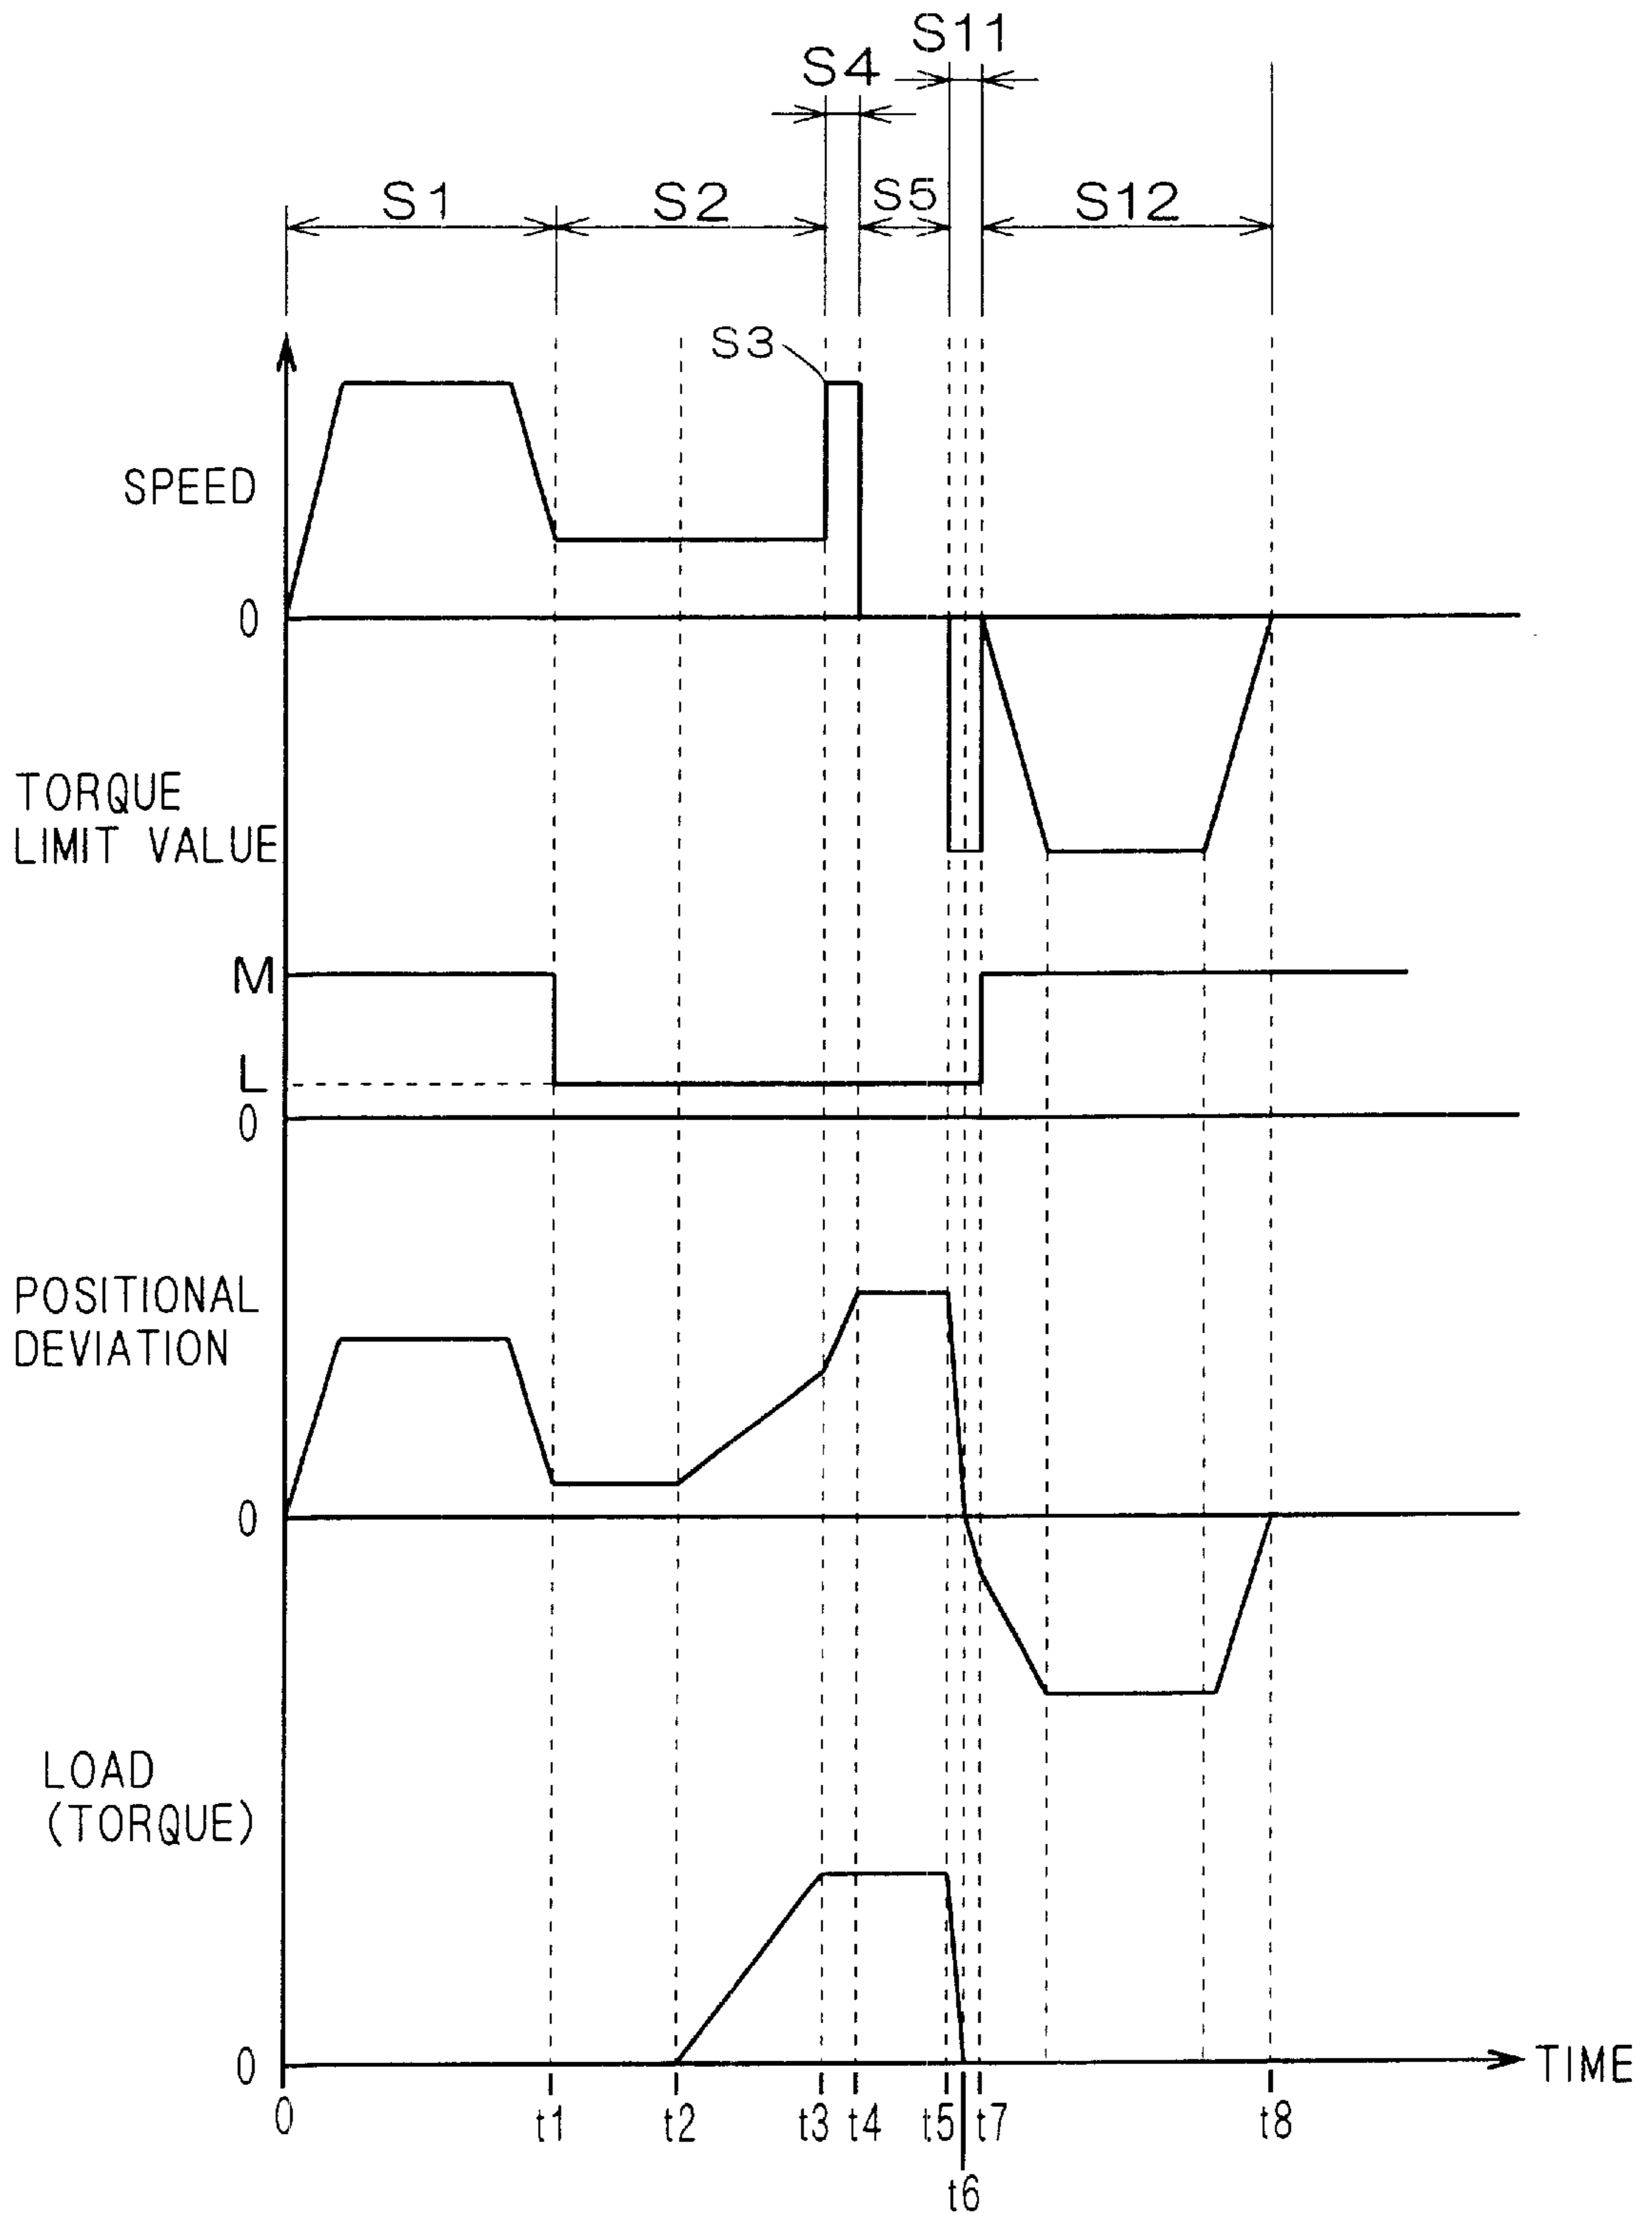 S11
S4
S1
S2
S5
S12
S3
SPEED
0
TORQUE
LIMIT VALUE
M
L
0
POSITIONAL
DEVIATION
0
LOAD
(TORQUE)
0
TIME
0
t1
t2
t3
t4
t5
t7
t8
t6